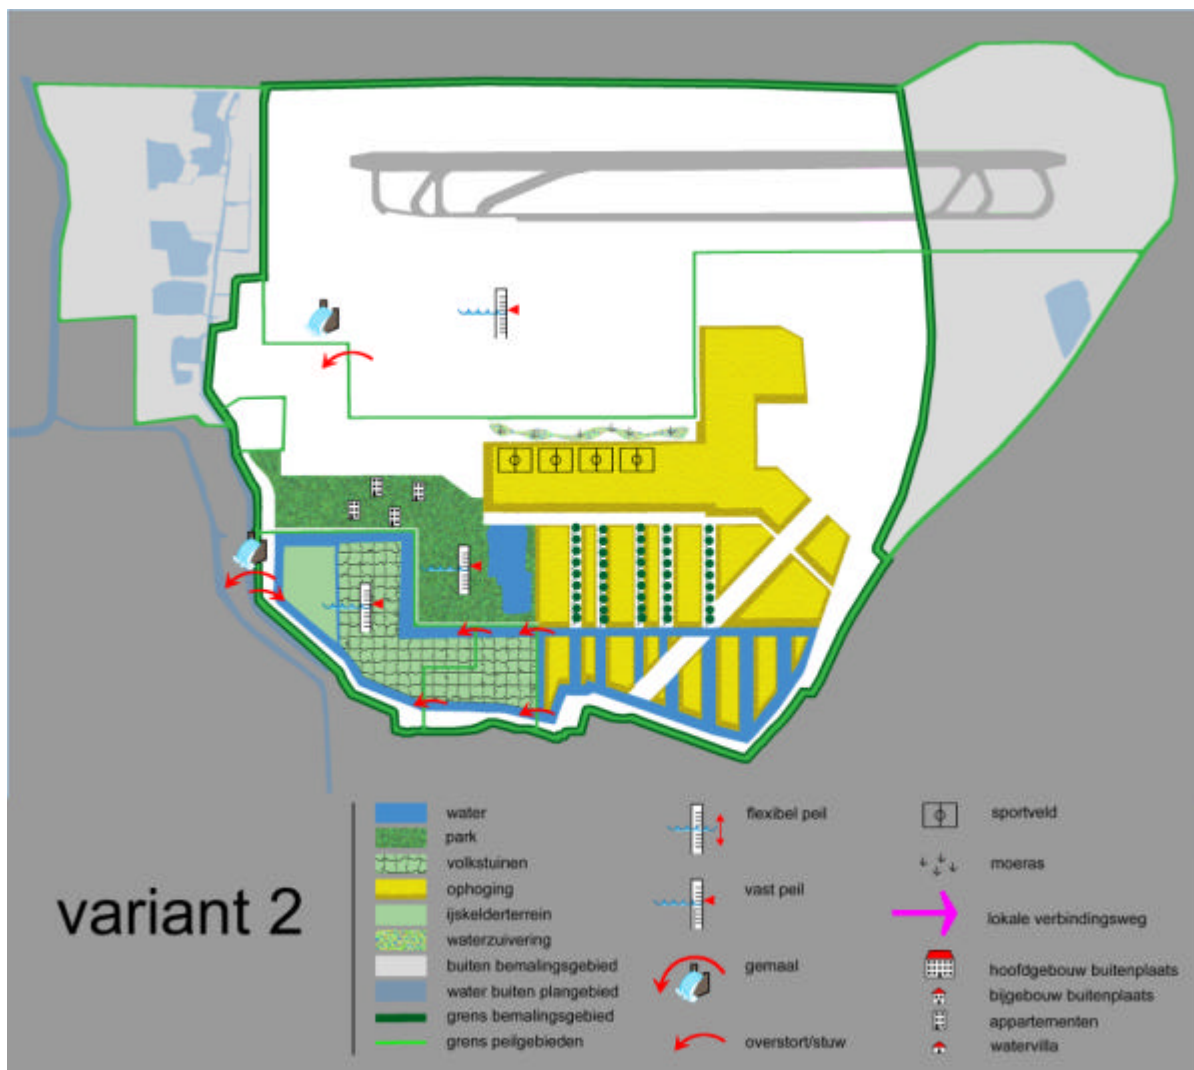 variant 2
water
park
volkstuinen
ophoging
ijskelderterrein
waterzuivering
buiten bemalingsgebied
water buiten plangebied
grens bemalingsgebied
grens peilgebieden
flexibel peil
vast peil
gemaal
overstort/stuw
sportveld
moeras
lokale verbindingsweg
hoofdgebouw buitenplaats
bijgebouw buitenplaats
appartementen
watervilla